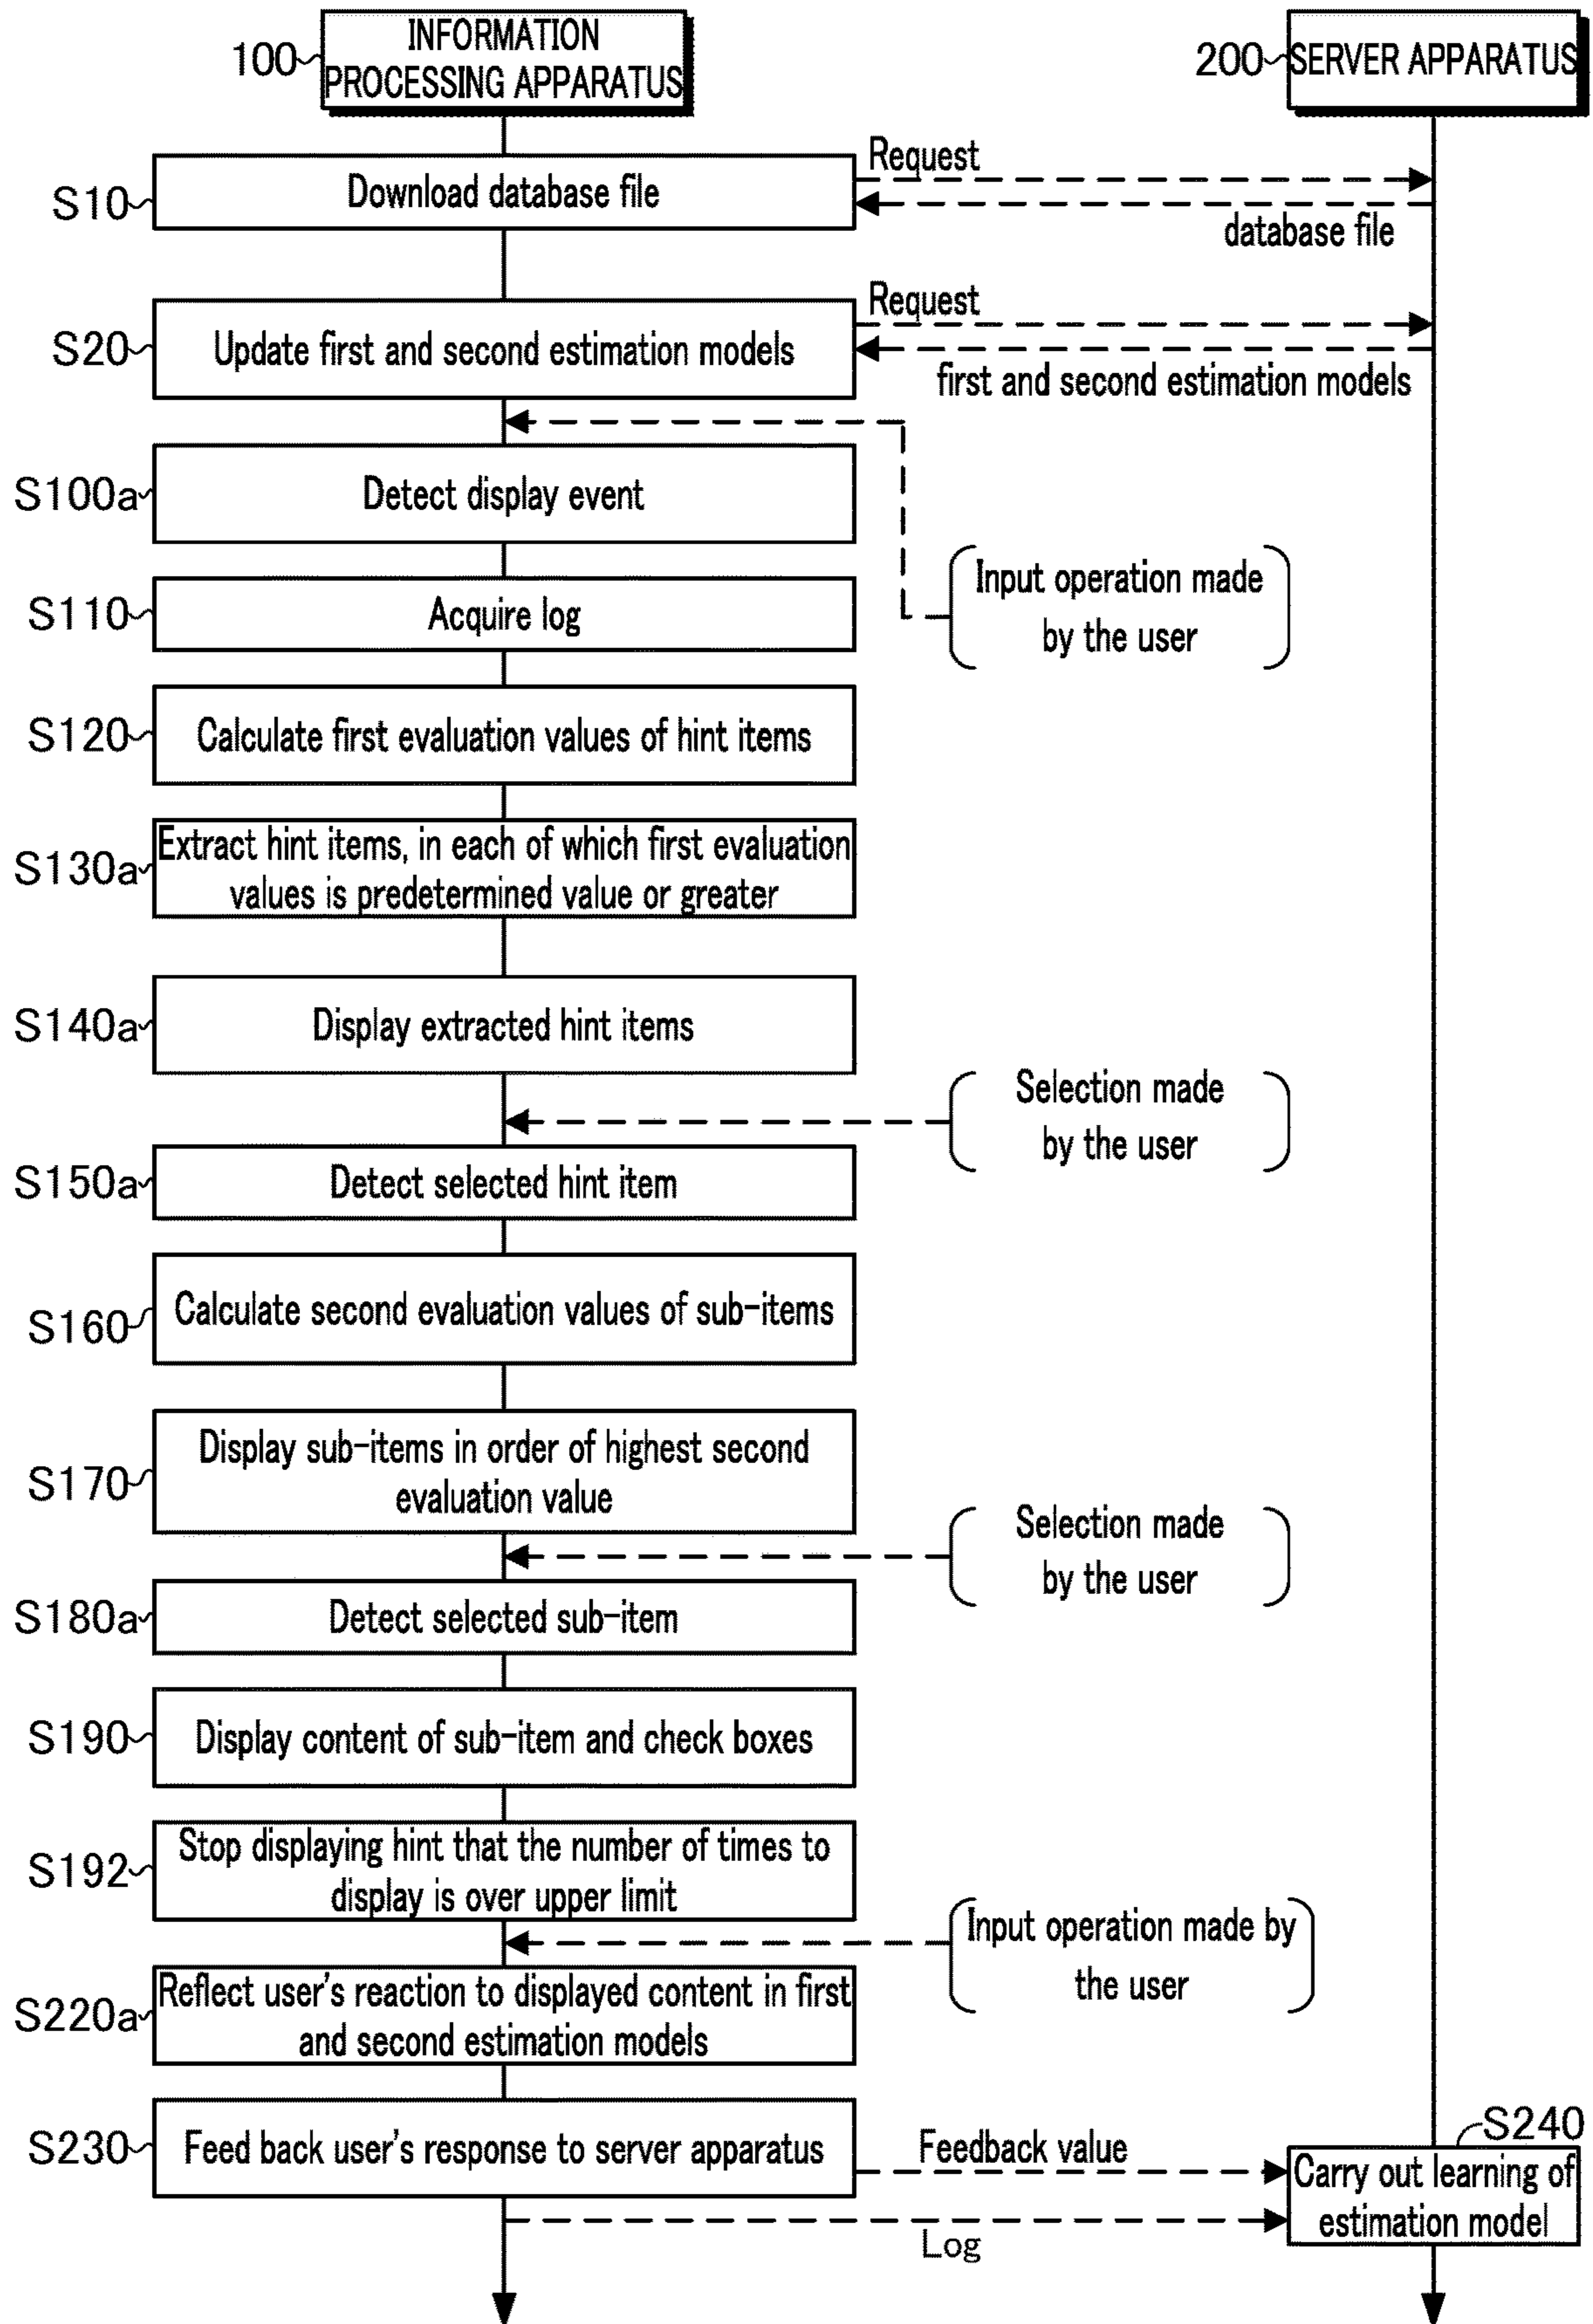 100
INFORMATION
PROCESSING APPARATUS
200
SERVER APPARATUS
S10
Download database file
Request
database file
S20
Update first and second estimation models
Request
first and second estimation models
S100a
Detect display event
Input operation made
by the user
S110
Acquire log
S120
Calculate first evaluation values of hint items
S130a
Extract hint items, in each of which first evaluation
values is predetermined value or greater
S140a
Display extracted hint items
Selection made
by the user
S150a
Detect selected hint item
S160
Calculate second evaluation values of sub-items
S170
Display sub-items in order of highest second
evaluation value
Selection made
by the user
S180a
Detect selected sub-item
S190
Display content of sub-item and check boxes
S192
Stop displaying hint that the number of times to
display is over upper limit
Input operation made by
the user
S220a
Reflect user's reaction to displayed content in first
and second estimation models
S230
Feed back user's response to server apparatus
Feedback value
Log
S240
Carry out learning of
estimation model